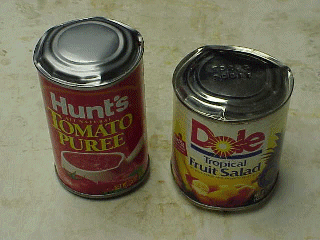 Hunt's
TOMATO
PUREE
Dole
Tropical
Fruit Salad